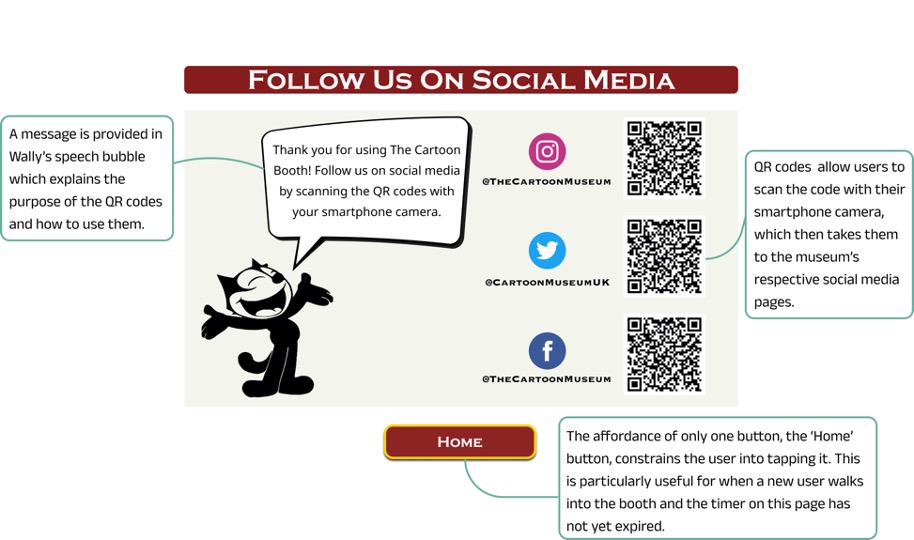 Follow Us On Social Media
A message is provided in
Wally's speech bubble
which explains the
purpose of the QR codes
and how to use them.
Thank you for using The Cartoon
Booth! Follow us on social media
by scanning the QR codes with
your smartphone camera.
@TheCartoonMuseum
@CartoonMuseumUK
@TheCartoonMuseum
QR codes allow users to
scan the code with their
smartphone camera,
which then takes them
to the museum's
respective social media
pages.
Home
The affordance of only one button, the ‘Home’
button, constrains the user into tapping it. This
is particularly useful for when a new user walks
into the booth and the timer on this page has
not yet expired.